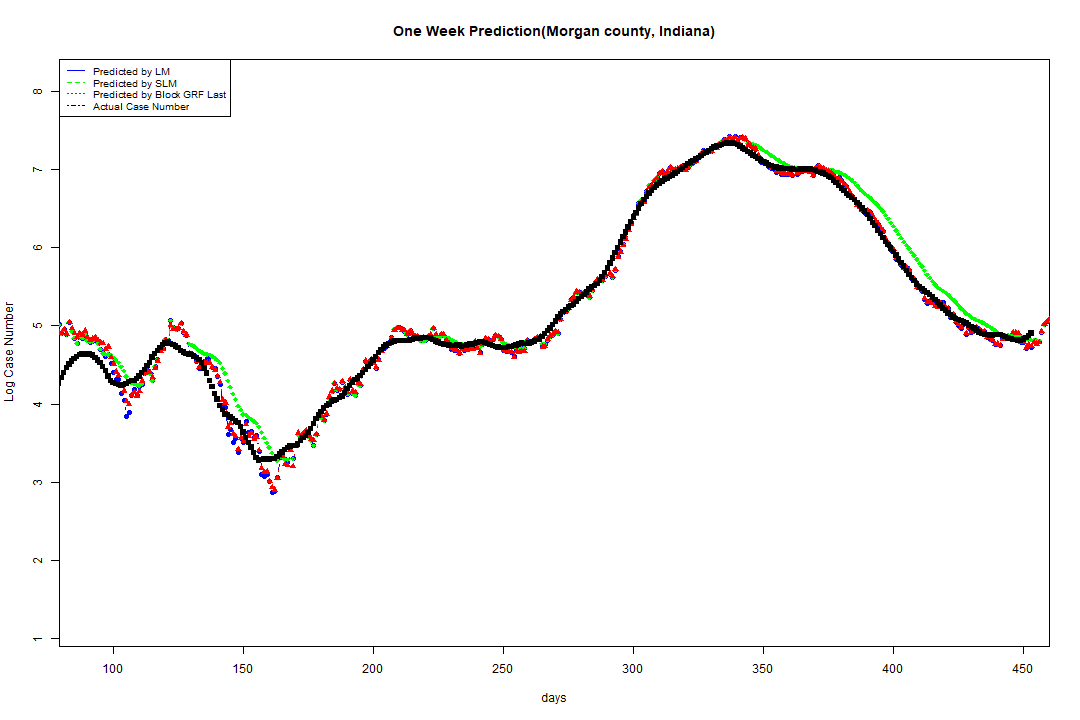 One Week Prediction(Morgan county, Indiana)
Predicted by LM
Predicted by SLM
Predicted by Block GRF Last
Actual Case Number
8
7
6
5
4
3
2
1
Log Case Number
100 150 200 250 300 350 400 450
days